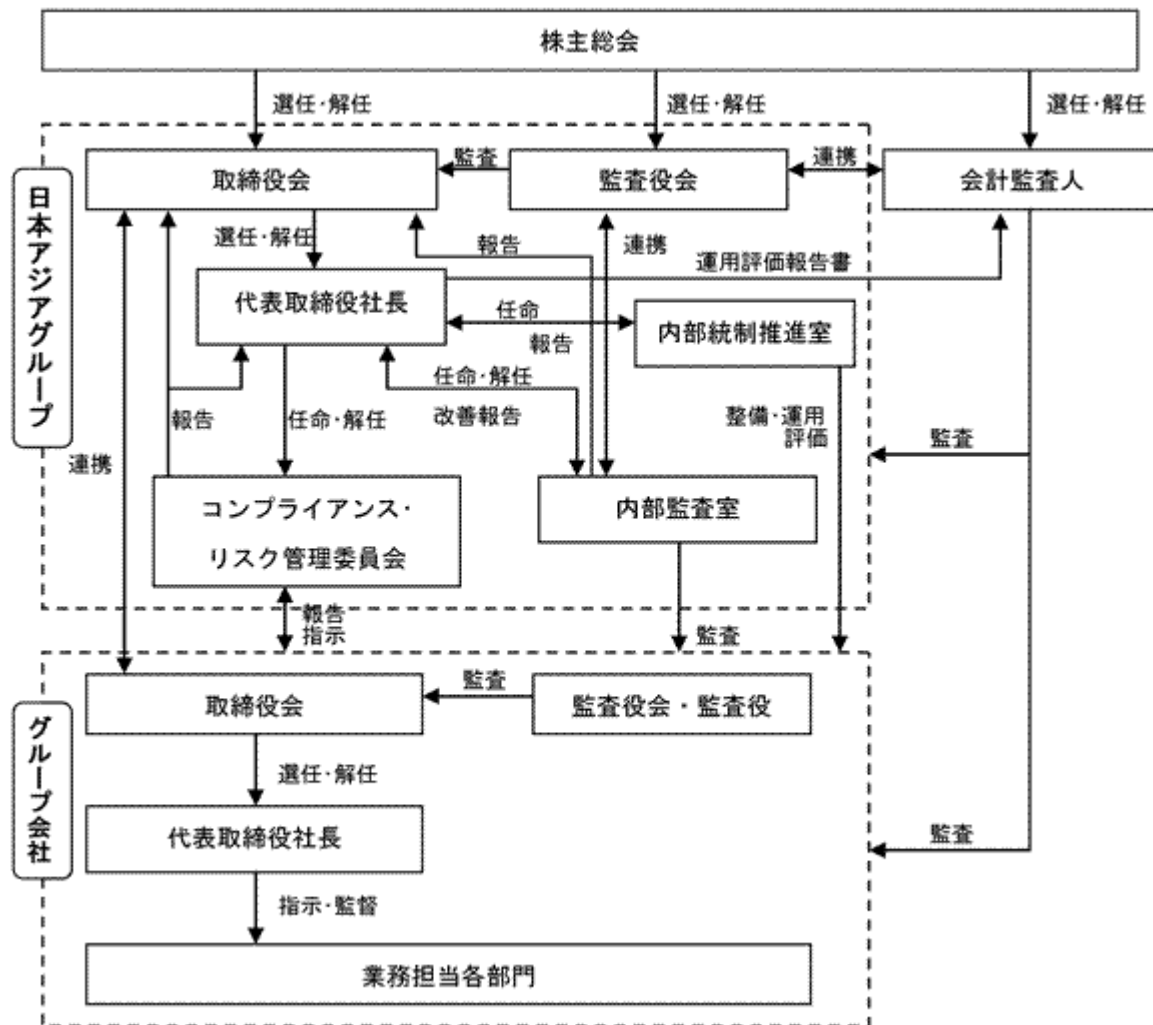 株主総会
選任・解任
選任・解任
選任・解任
日本アジアグループ
取締役会
監査
監査役会
連携
会計監査人
選任・解任
報告
連携
運用評価報告書
代表取締役社長
任命
報告
内部統制推進室
報告
任命・解任
任命・解任
改善報告
整備・運用
評価
監査
連携
コンプライアンス・
リスク管理委員会
内部監査室
報告
指示
監査
グループ会社
取締役会
監査
監査役会・監査役
選任・解任
代表取締役社長
監査
指示・監督
業務担当各部門